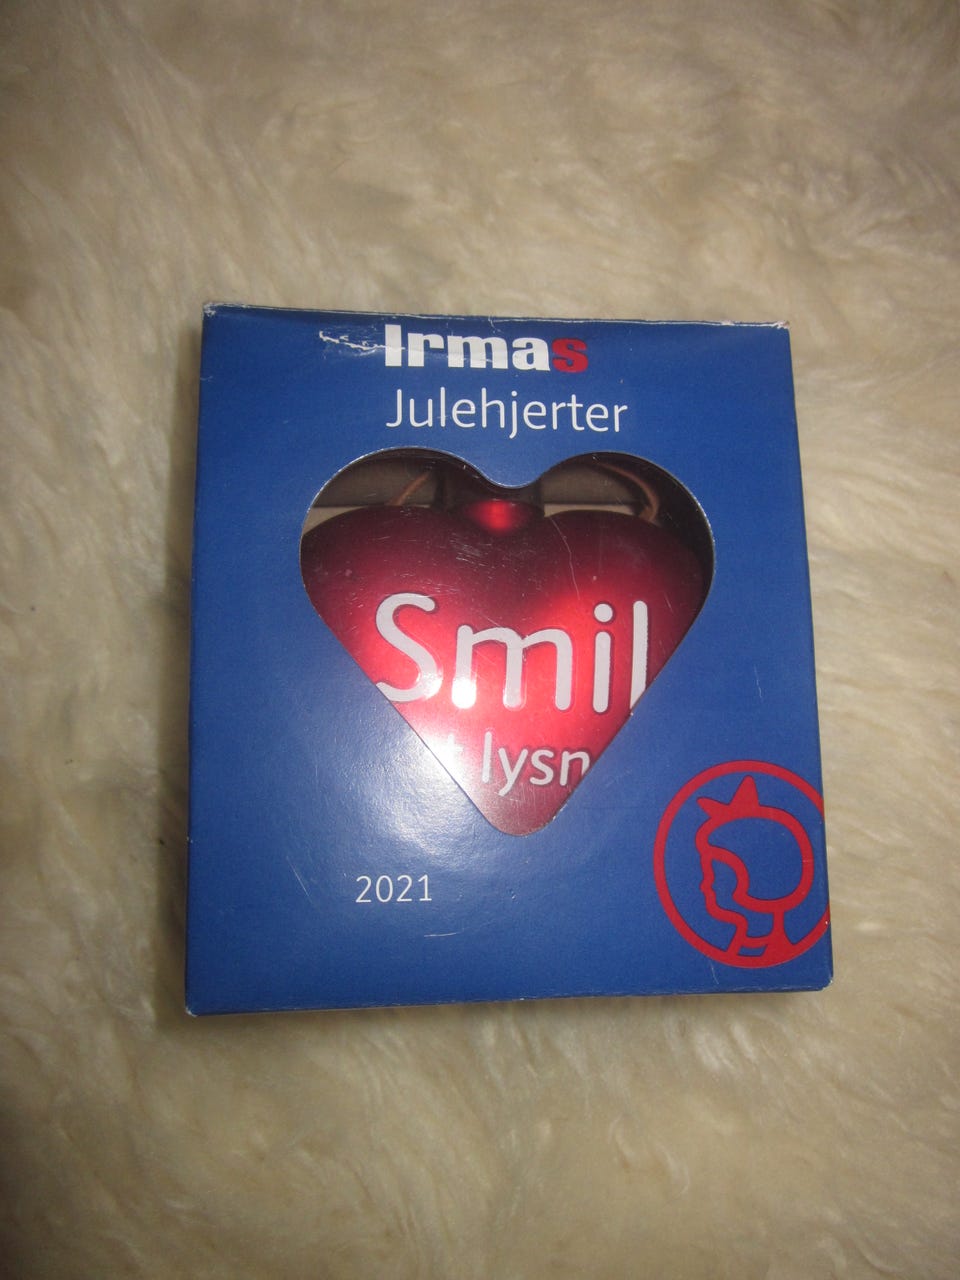 Irmas
Julehjerter
Smil
lysn
2021